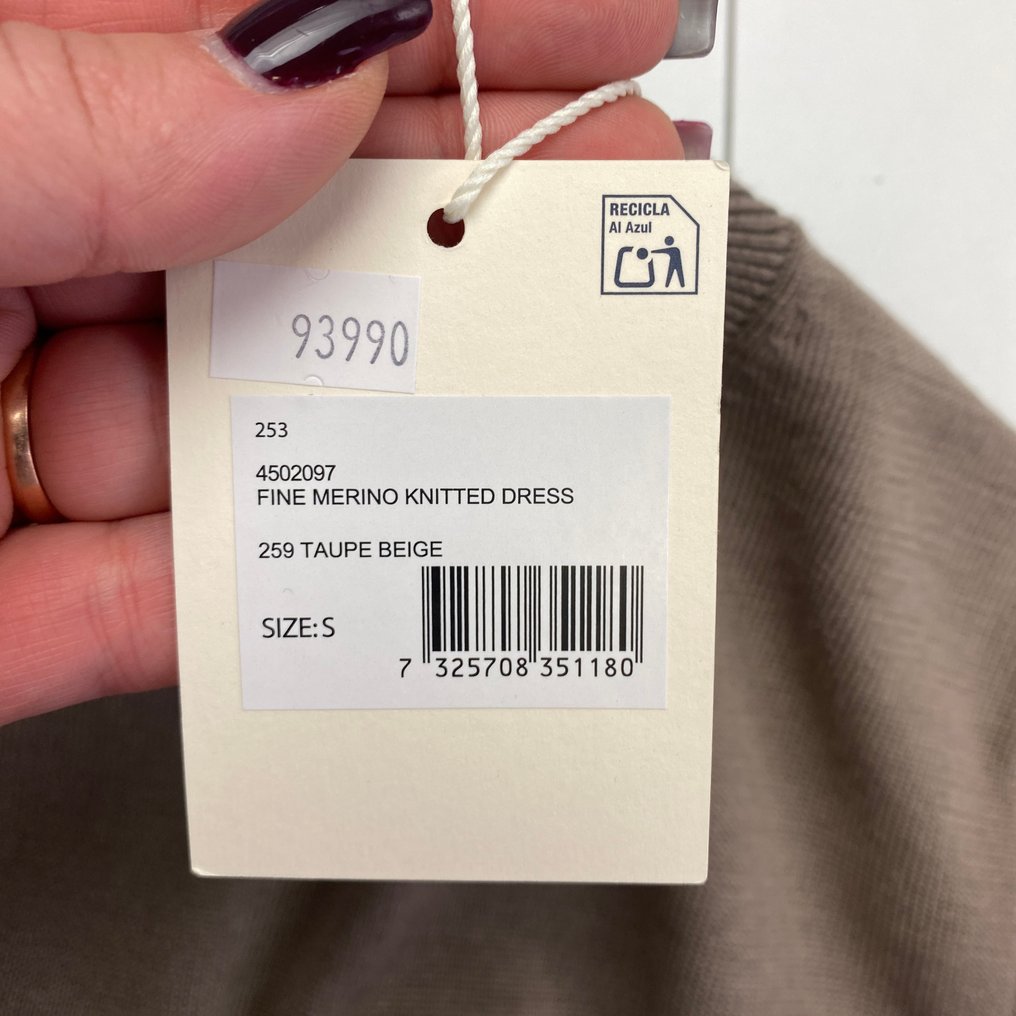 RECICLA
Al Azul
93990
253
4502097
FINE MERINO KNITTED DRESS
259 TAUPE BEIGE
SIZE: S
7 325708 351180